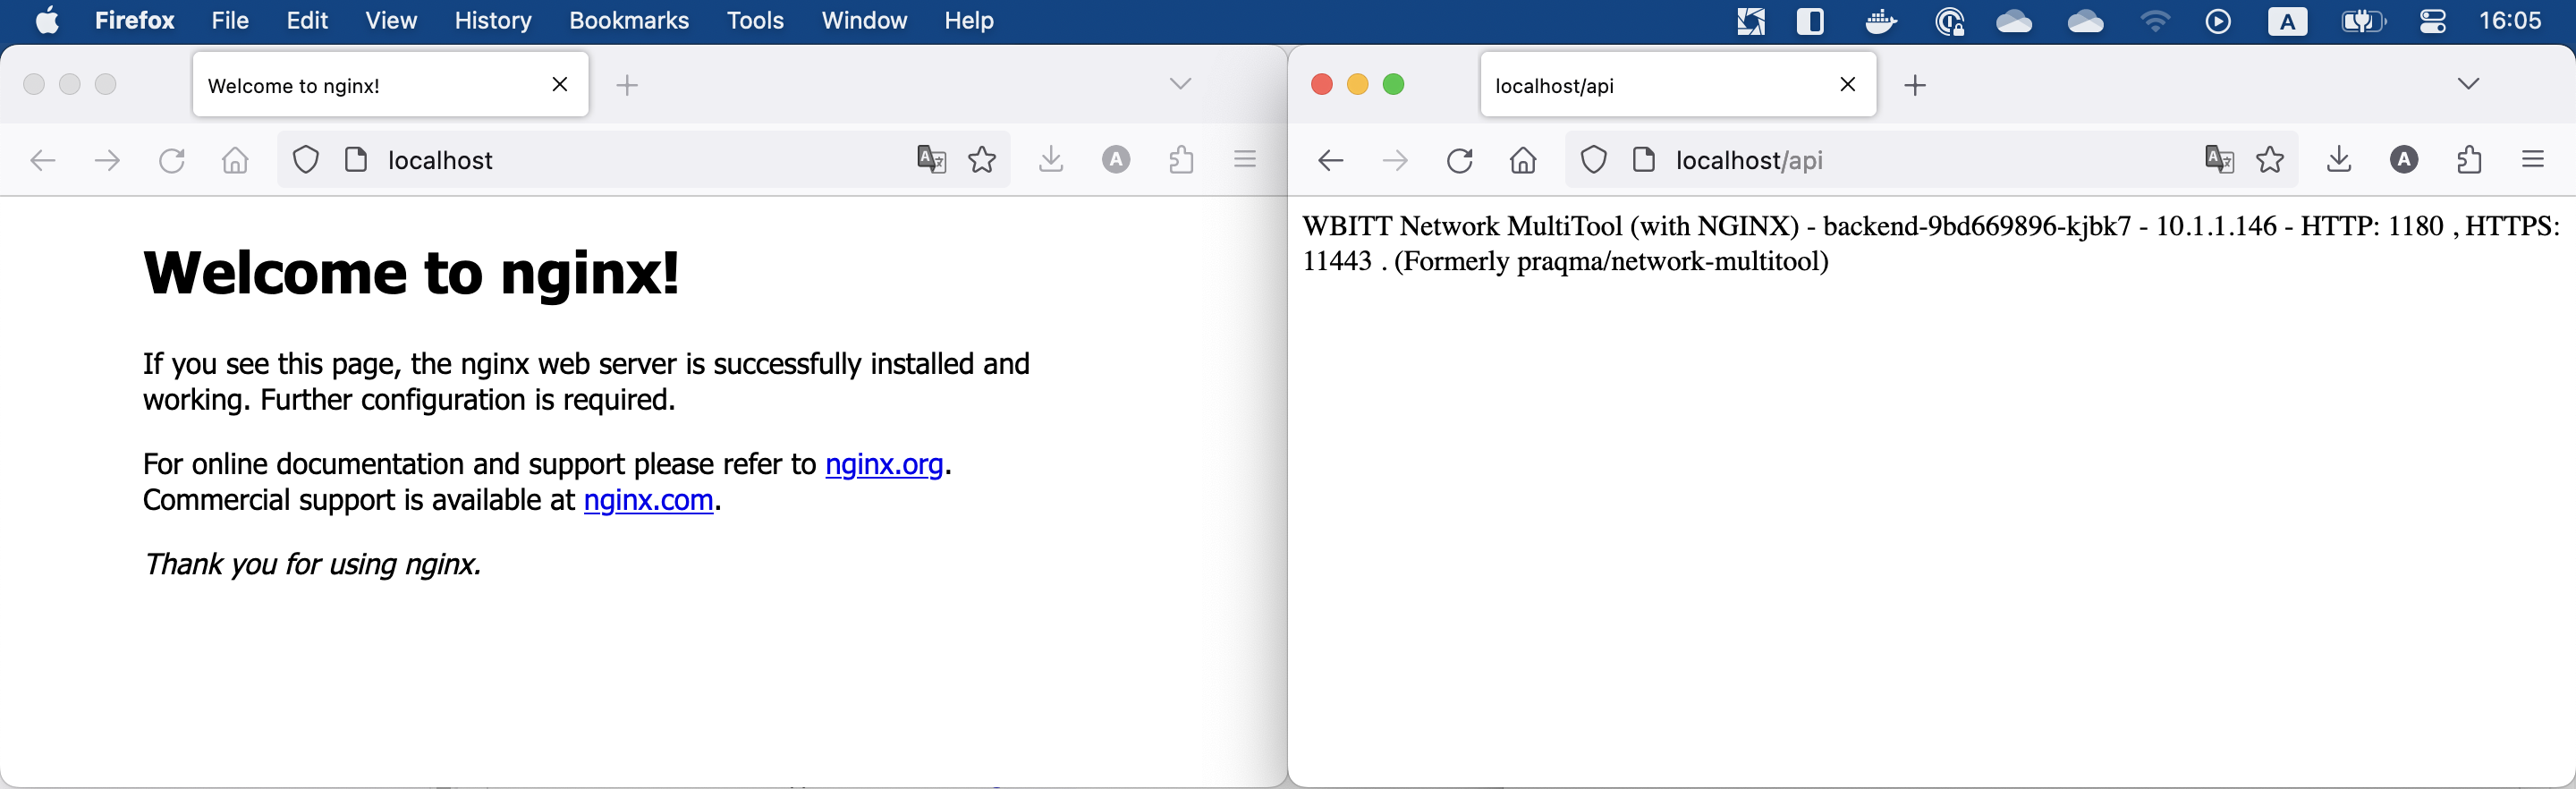 Firefox File Edit View History Bookmarks Tools Window Help A 16:05
Welcome to nginx!
localhost
A
Welcome to nginx!
If you see this page, the nginx web server is successfully installed and
working. Further configuration is required.
For online documentation and support please refer to nginx.org.
Commercial support is available at nginx.com.
Thank you for using nginx.
localhost/api
localhost/api
A
WBITT Network MultiTool (with NGINX) - backend-9bd669896-kjbk7 - 10.1.1.146 - HTTP: 1180 , HTTPS:
11443 . (Formerly praqma/network-multitool)